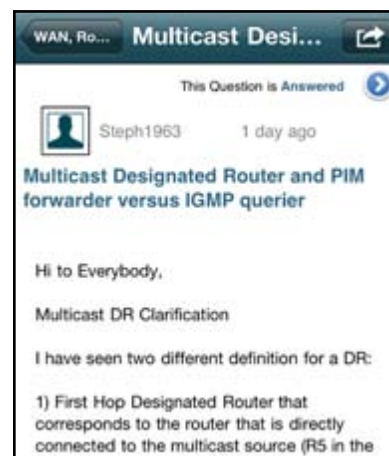 WAN, Ro... Multicast Desi...
This Question is Answered
Steph1963 1 day ago
Multicast Designated Router and PIM
forwarder versus IGMP querier
Hi to Everybody,
Multicast DR Clarification
I have seen two different definition for a DR:
1) First Hop Designated Router that
corresponds to the router that is directly
connected to the multicast source (R5 in the